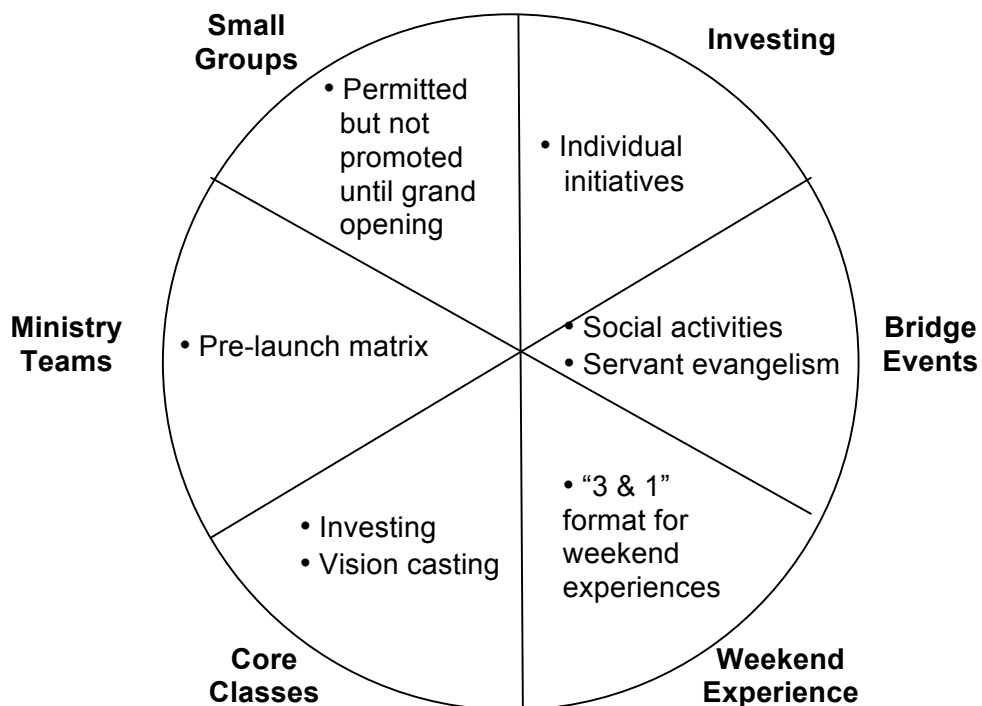 Small
Groups
• Permitted
but not
promoted
until grand
opening
Investing
• Individual
initiatives
Bridge
Events
• Social activities
• Servant evangelism
Weekend
Experience
• “3 & 1”
format for
weekend
experiences
Core
Classes
• Investing
• Vision casting
Ministry
Teams
• Pre-launch matrix